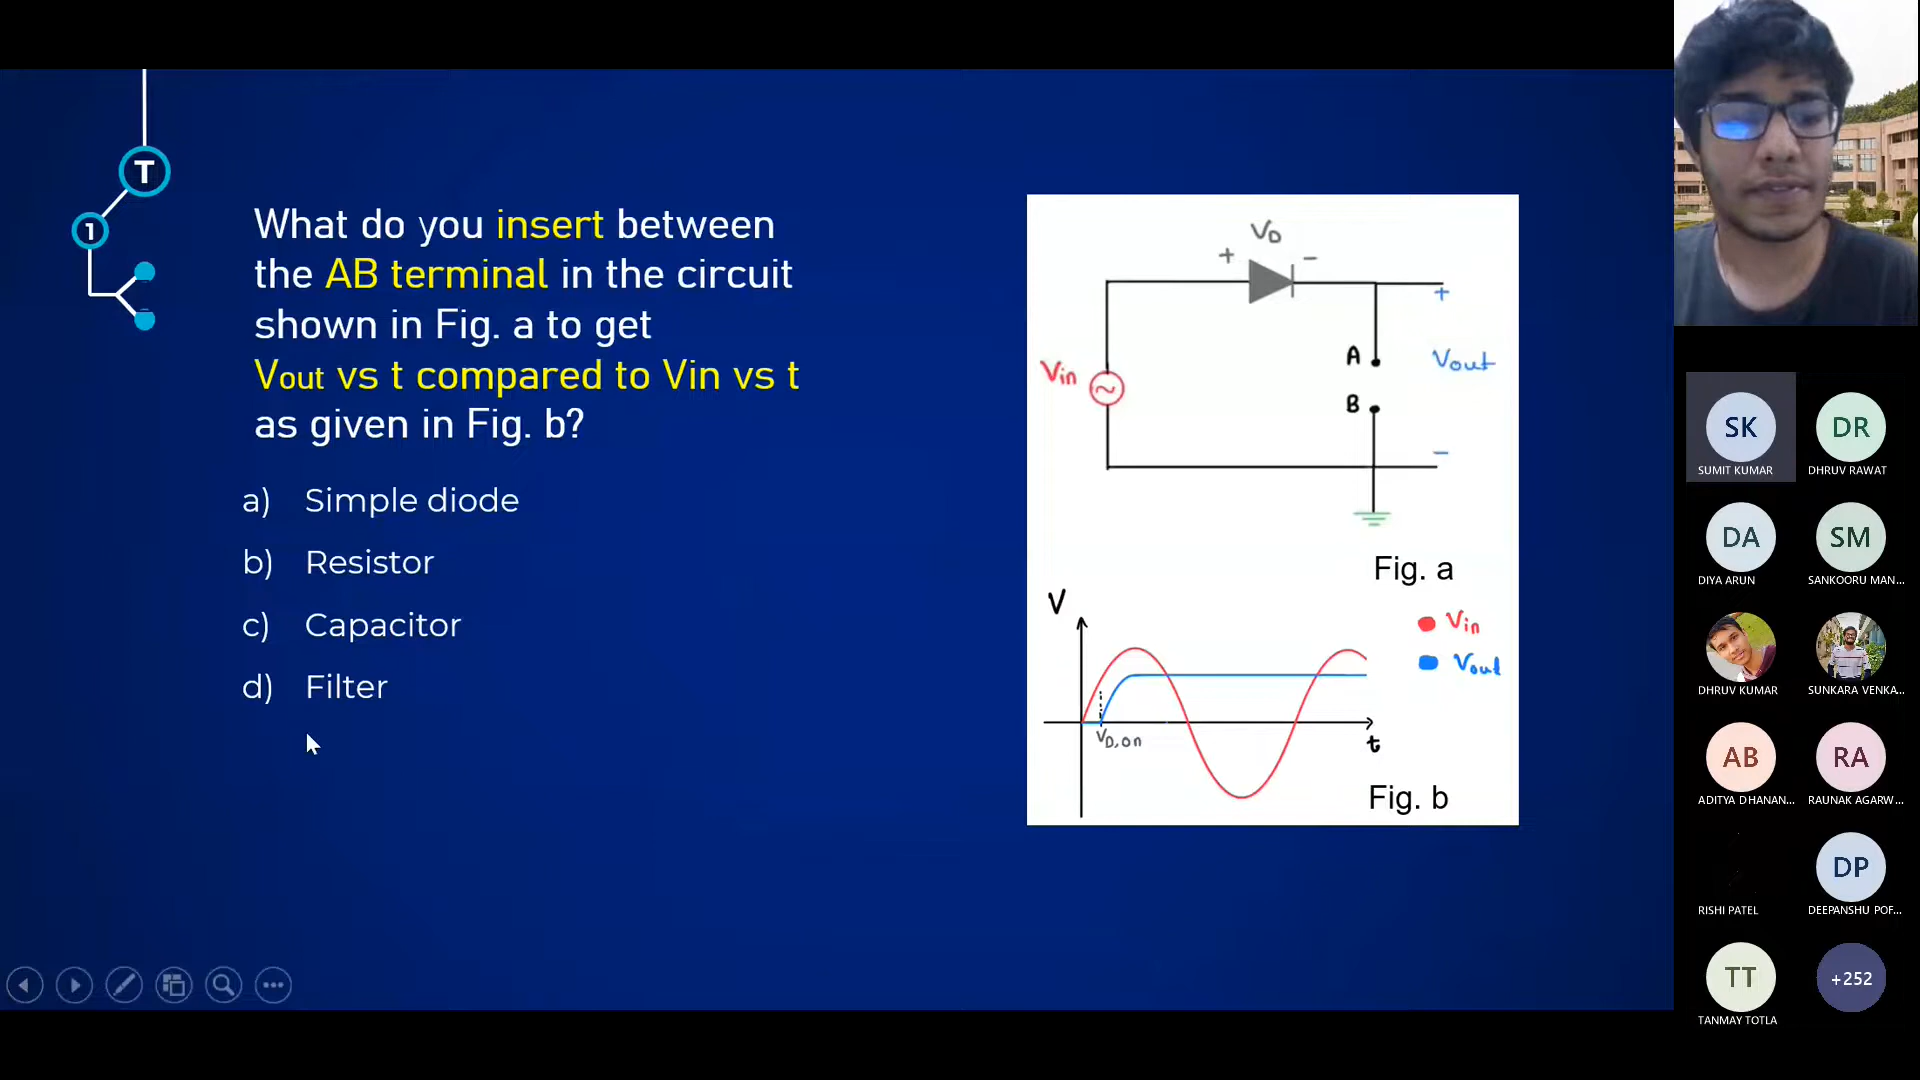 T
1
What do you insert between
the AB terminal in the circuit
shown in Fig. a to get
Vout vs t compared to Vin vs t
as given in Fig. b?
a) Simple diode
b) Resistor
c) Capacitor
d) Filter
VD
+ -
+
Vin
A
Vout
B
-
Fig. a
V
Vin
Vout
VD,on
t
Fig. b
SK
DR
SUMIT KUMAR
DHRUV RAWAT
DA
SM
DIYA ARUN
SANKOORU MAN...
DHRUV KUMAR
SUNKARA VENKA...
AB
RA
ADITYA DHANAN...
RAUNAK AGARW...
DP
RISHI PATEL
DEEPANSHU POF...
TT
+252
TANMAY TOTLA